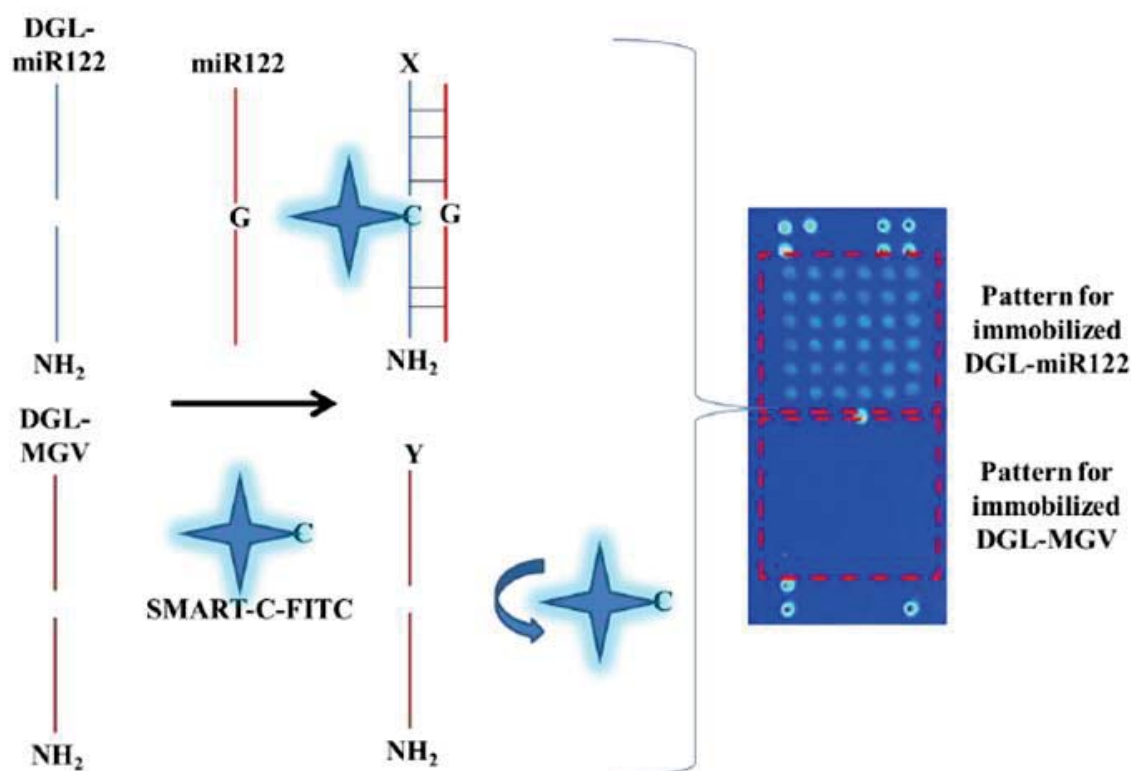 DGL-
miR122
miR122
X
G
C
G
NH₂
NH₂
DGL-
MGV
Y
C
C
SMART-C-FITC
NH₂
NH₂
Pattern for
immobilized
DGL-miR122
Pattern for
immobilized
DGL-MGV